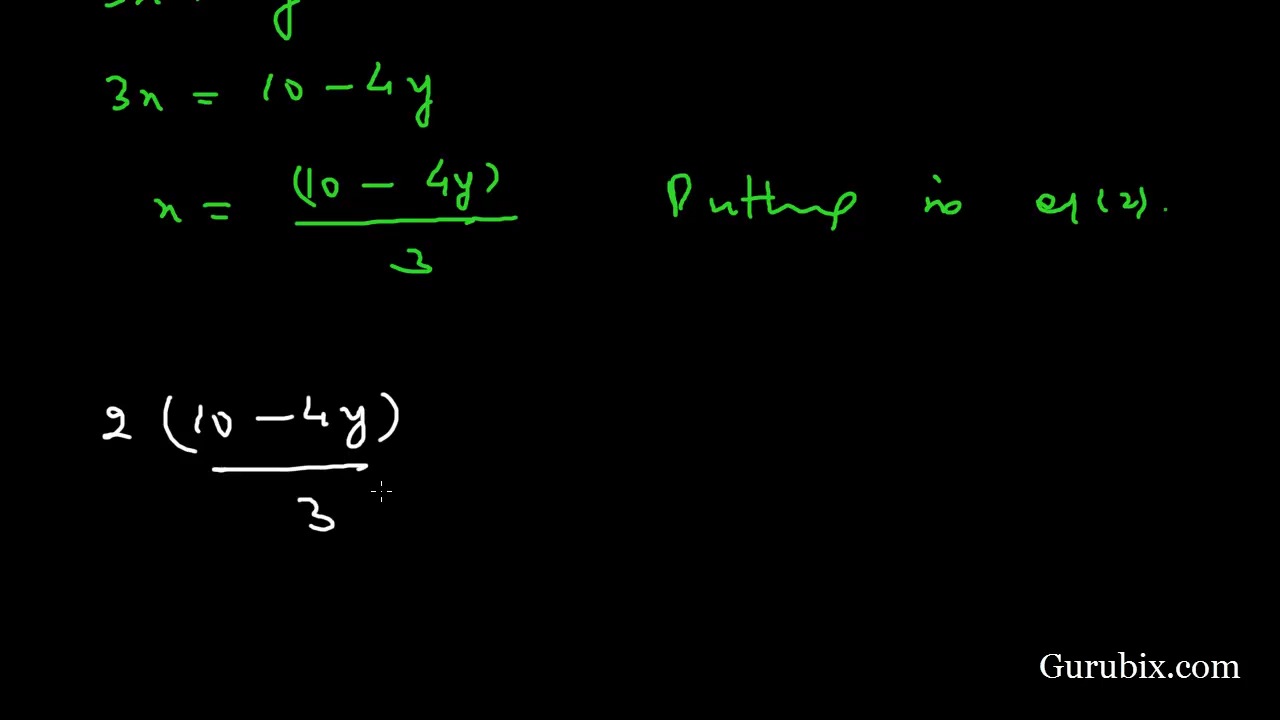 3x = 10 - 4y
x = (10 - 4y)
3
Putting in eq (2).
2 (10 - 4y)
3
Gurubix.com